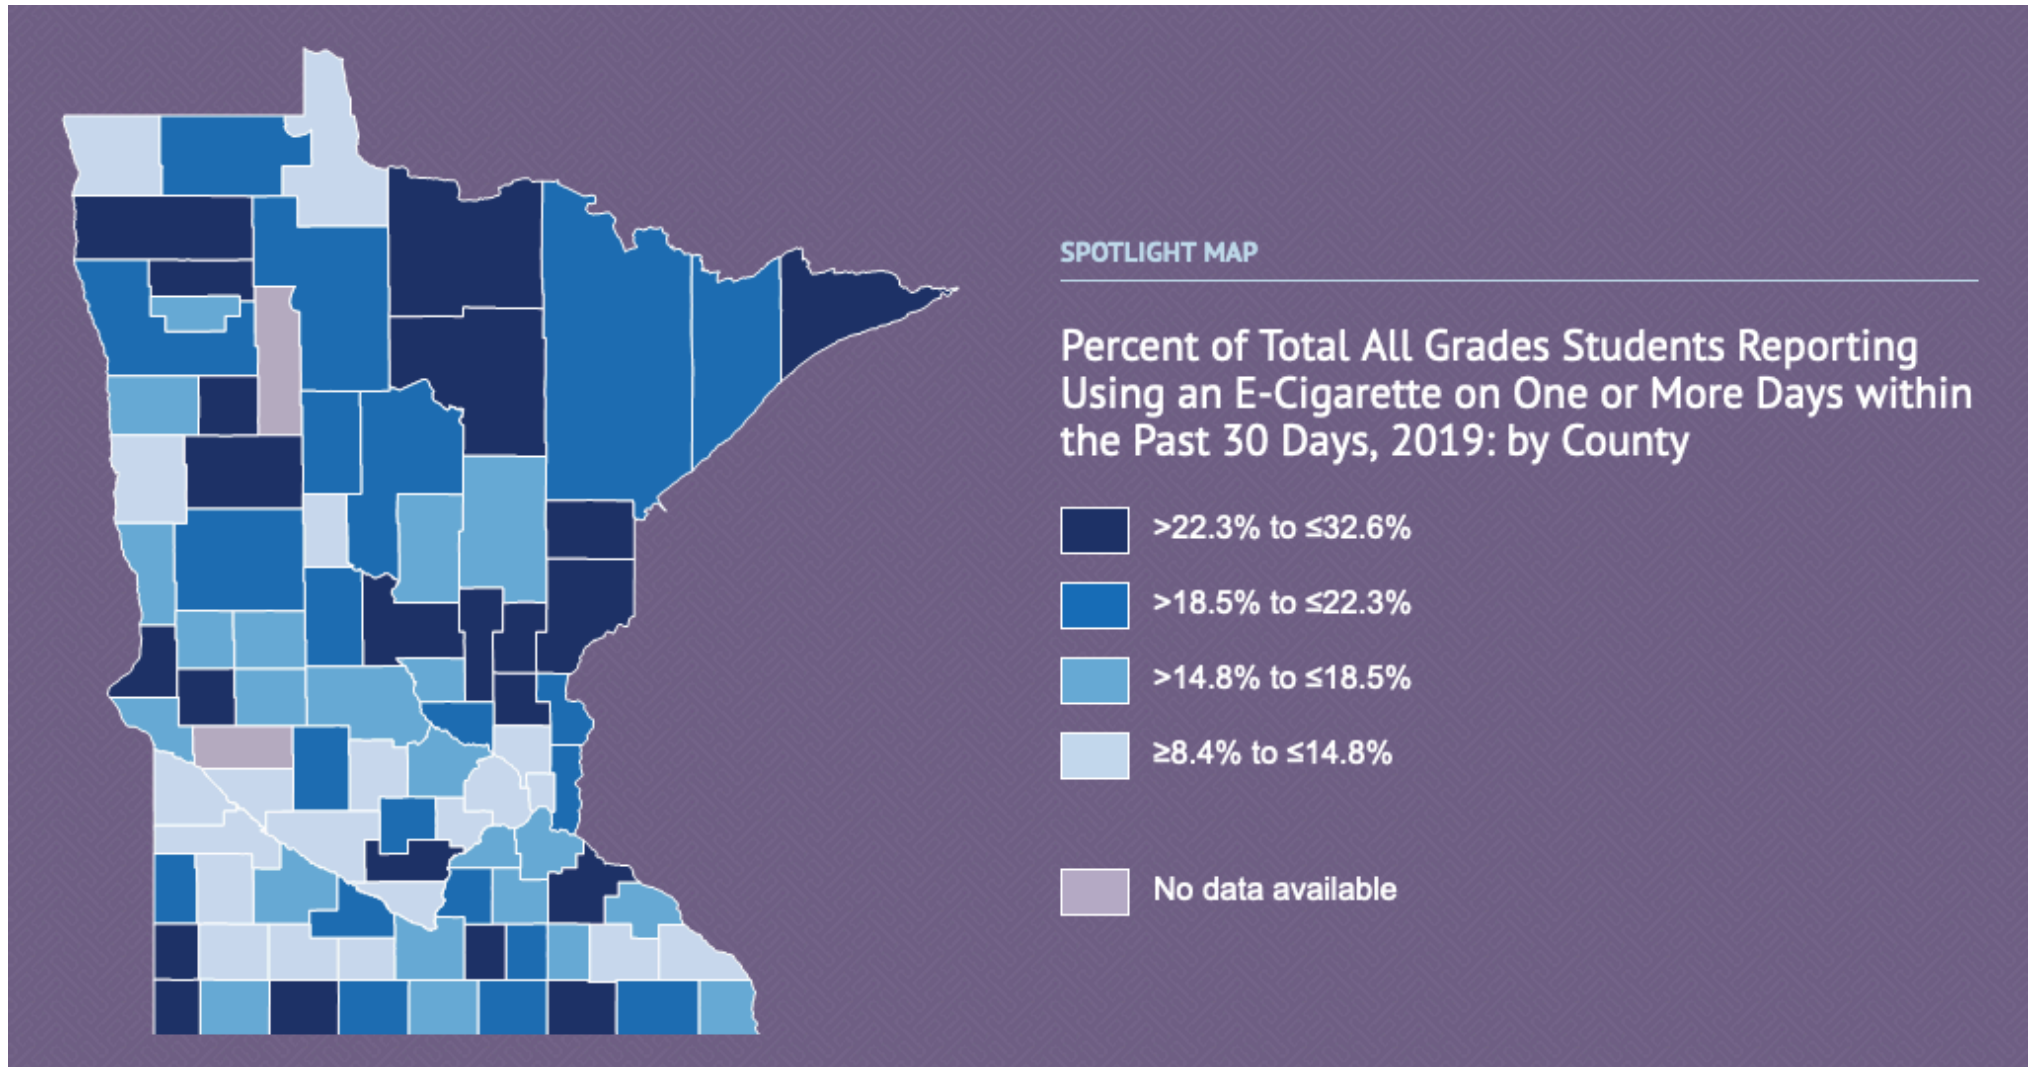 SPOTLIGHT MAP
Percent of Total All Grades Students Reporting
Using an E-Cigarette on One or More Days within
the Past 30 Days, 2019: by County
>22.3% to ≤32.6%
>18.5% to ≤22.3%
>14.8% to ≤18.5%
≥8.4% to ≤14.8%
No data available